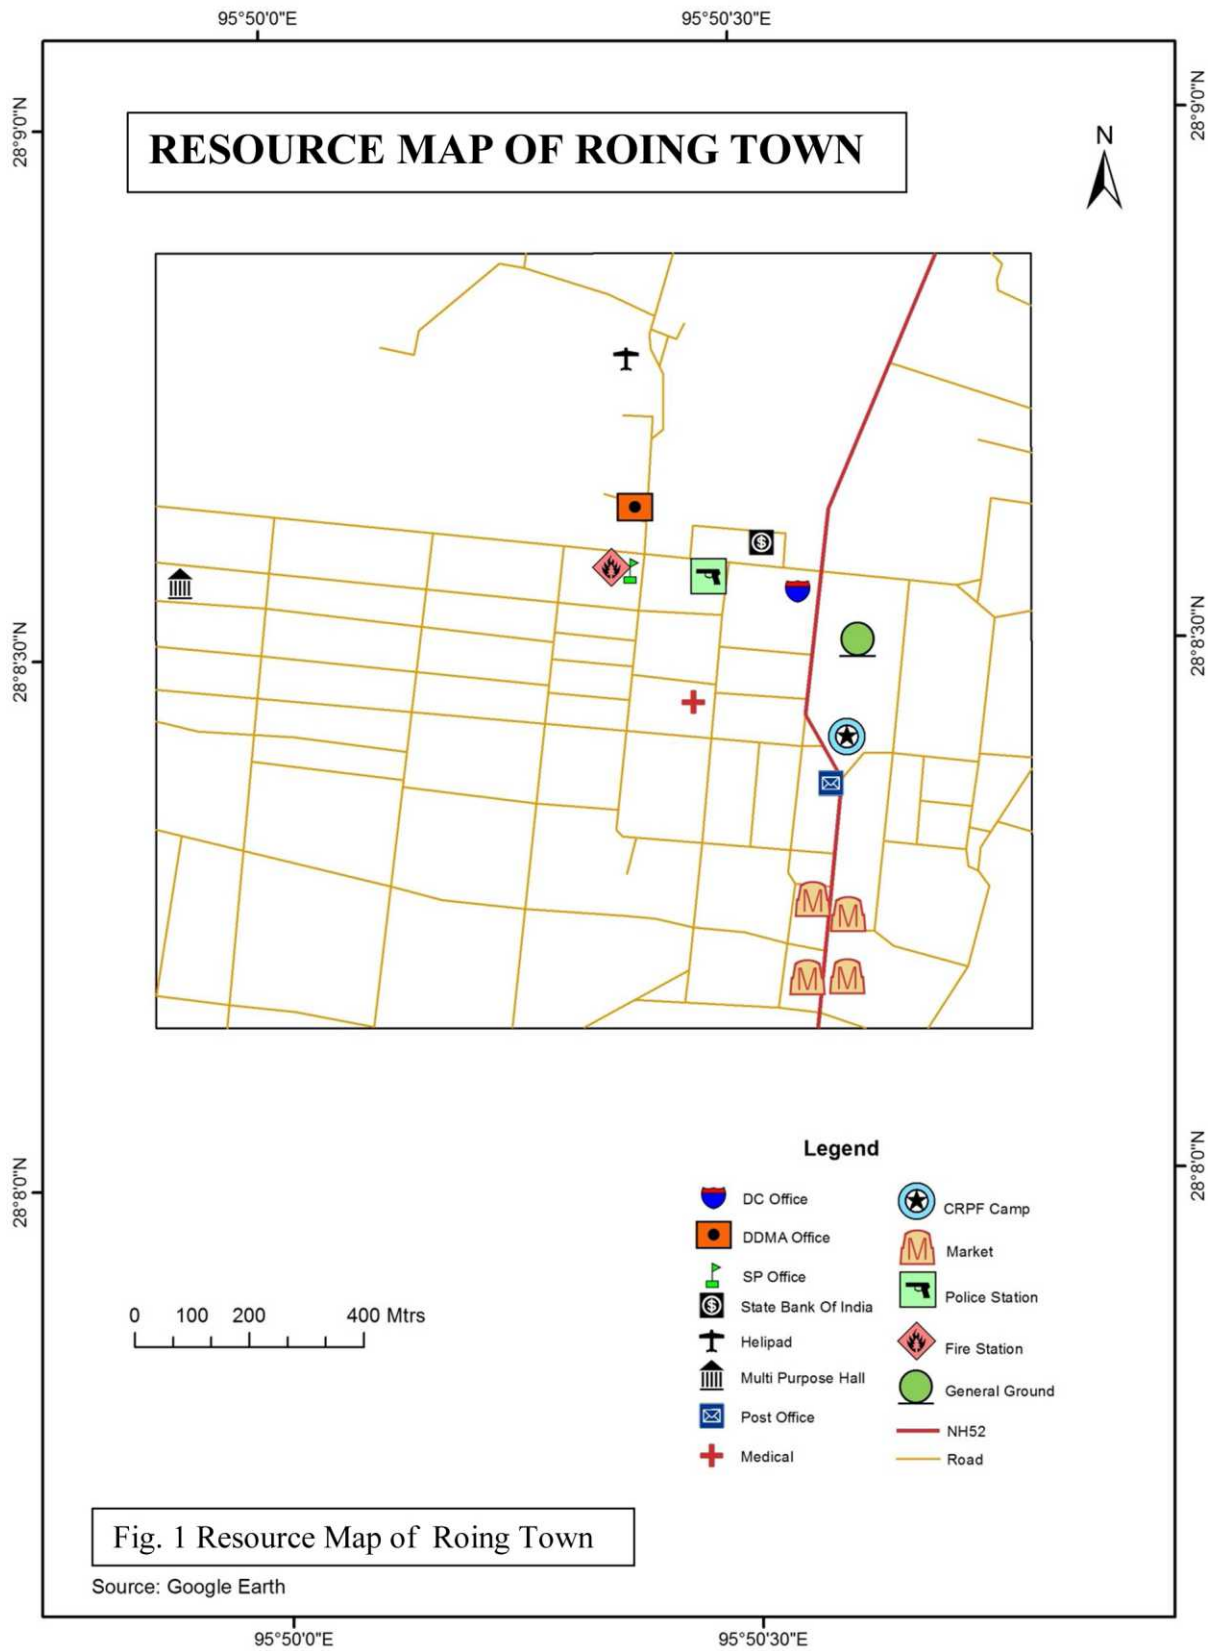 95°50'0"E 95°50'30"E
28°9'0"N 28°9'0"N
RESOURCE MAP OF ROING TOWN
N
$
28°8'30"N 28°8'30"N
M M
M M
28°8'0"N 28°8'0"N
Legend
DC Office
DDMA Office
SP Office
$ State Bank Of India
Helipad
Multi Purpose Hall
Post Office
Medical
CRPF Camp
M Market
Police Station
Fire Station
General Ground
NH52
Road
0 100 200 400 Mtrs
Fig. 1 Resource Map of Roing Town
Source: Google Earth
95°50'0"E 95°50'30"E